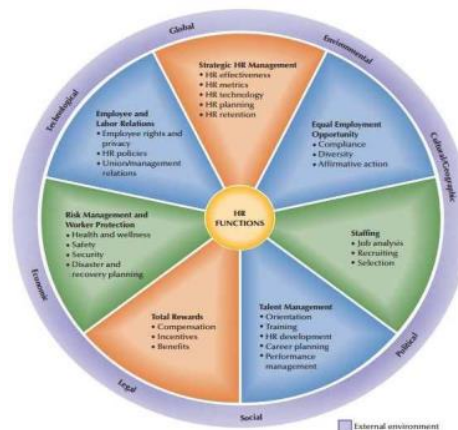 Global
Environmental
Cultural/Geographic
Political
Social
Legal
Economic
Technological
Strategic HR Management
• HR effectiveness
• HR metrics
• HR technology
• HR planning
• HR retention
Equal Employment
Opportunity
• Compliance
• Diversity
• Affirmative action
Staffing
• Job analysis
• Recruiting
• Selection
Talent Management
• Orientation
• Training
• HR development
• Career planning
• Performance
management
Total Rewards
• Compensation
• Incentives
• Benefits
Risk Management and
Worker Protection
• Health and wellness
• Safety
• Security
• Disaster and
recovery planning
Employee and
Labor Relations
• Employee rights and
privacy
• HR policies
• Union/management
relations
HR
FUNCTIONS
External environment